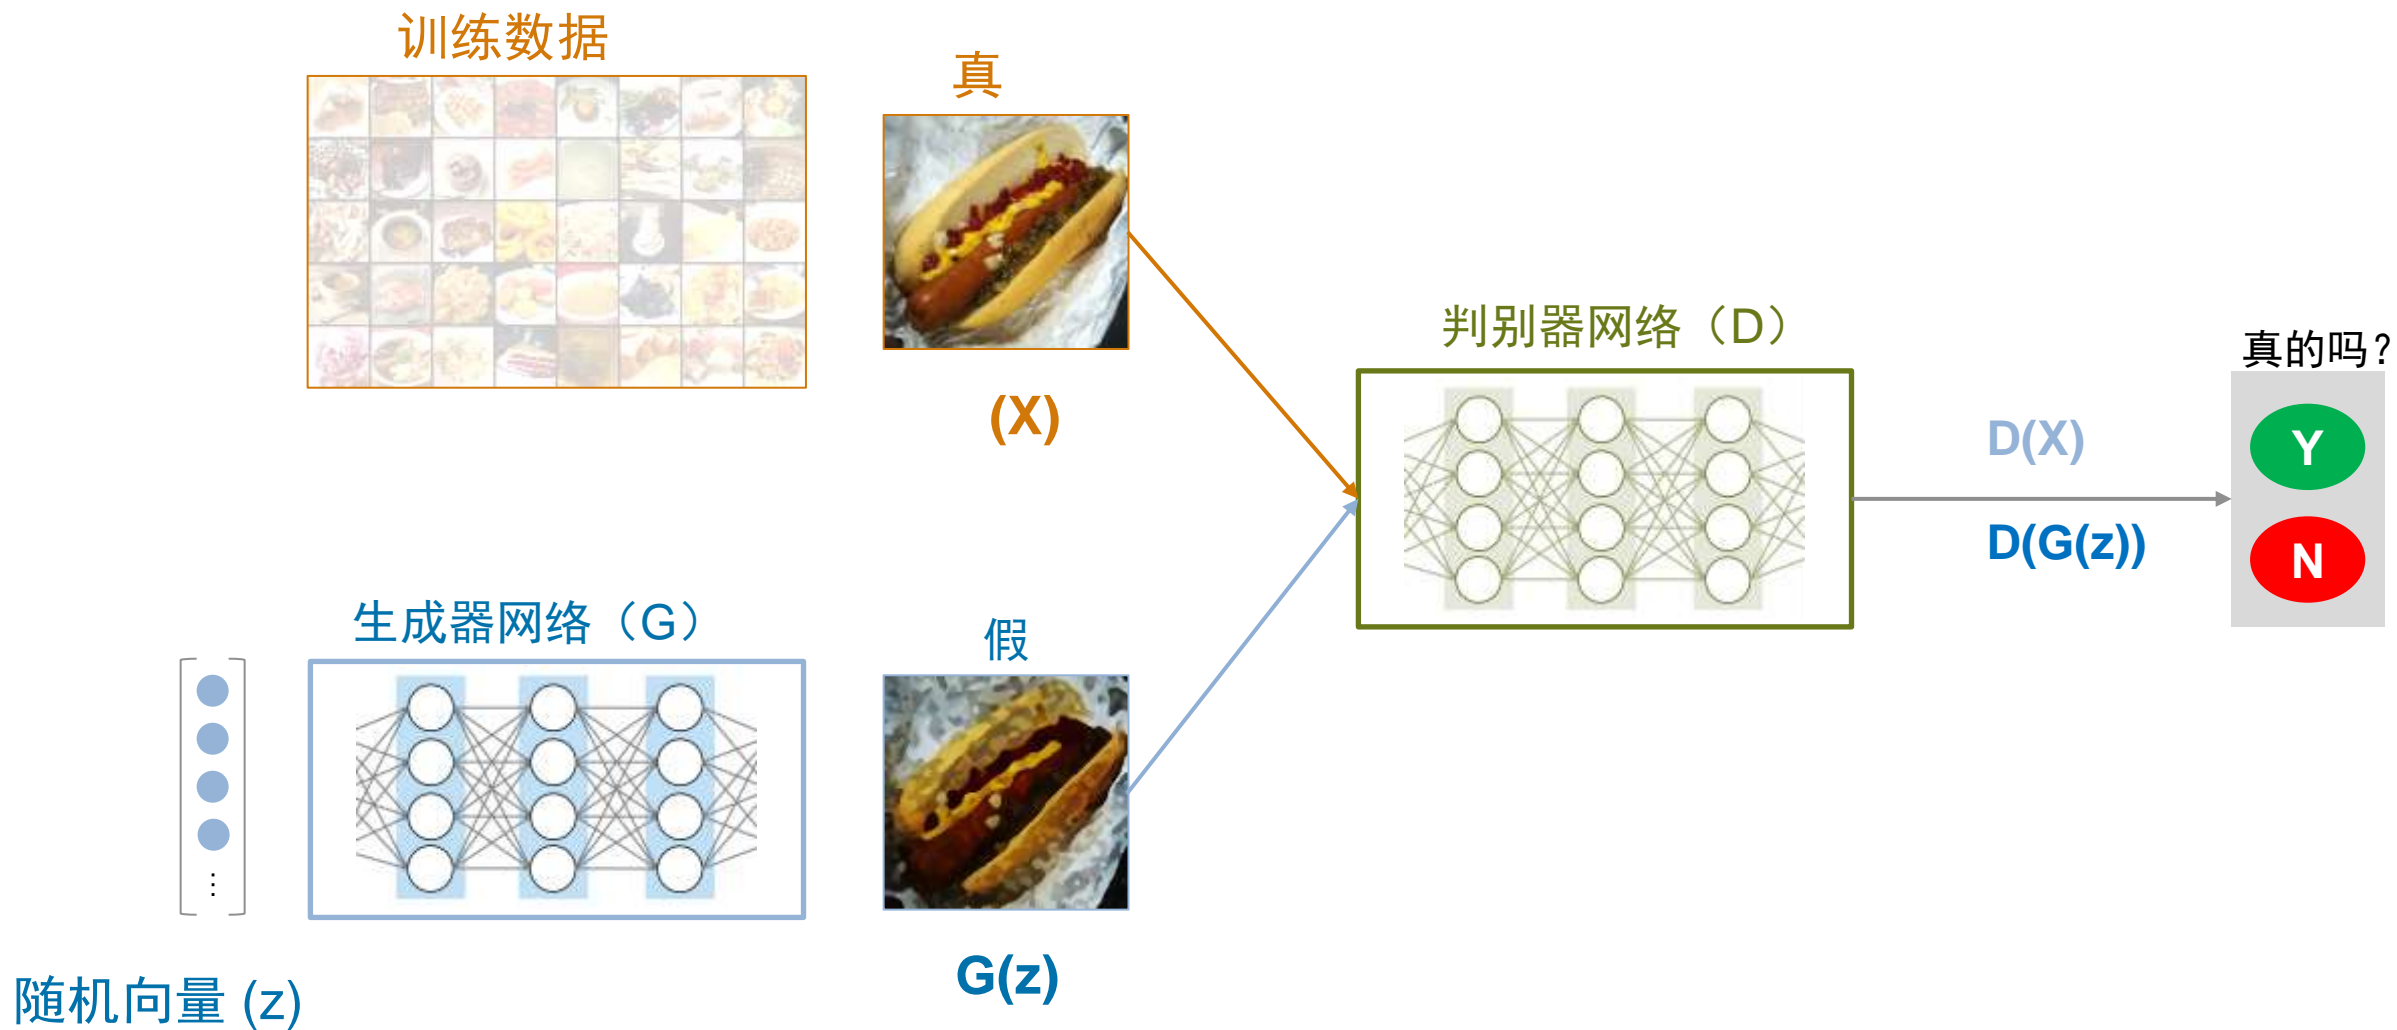 训练数据
真
(X)
判别器网络（D）
真的吗？
D(X)
Y
D(G(z))
N
生成器网络（G）
假
⋮
G(z)
随机向量 (z)